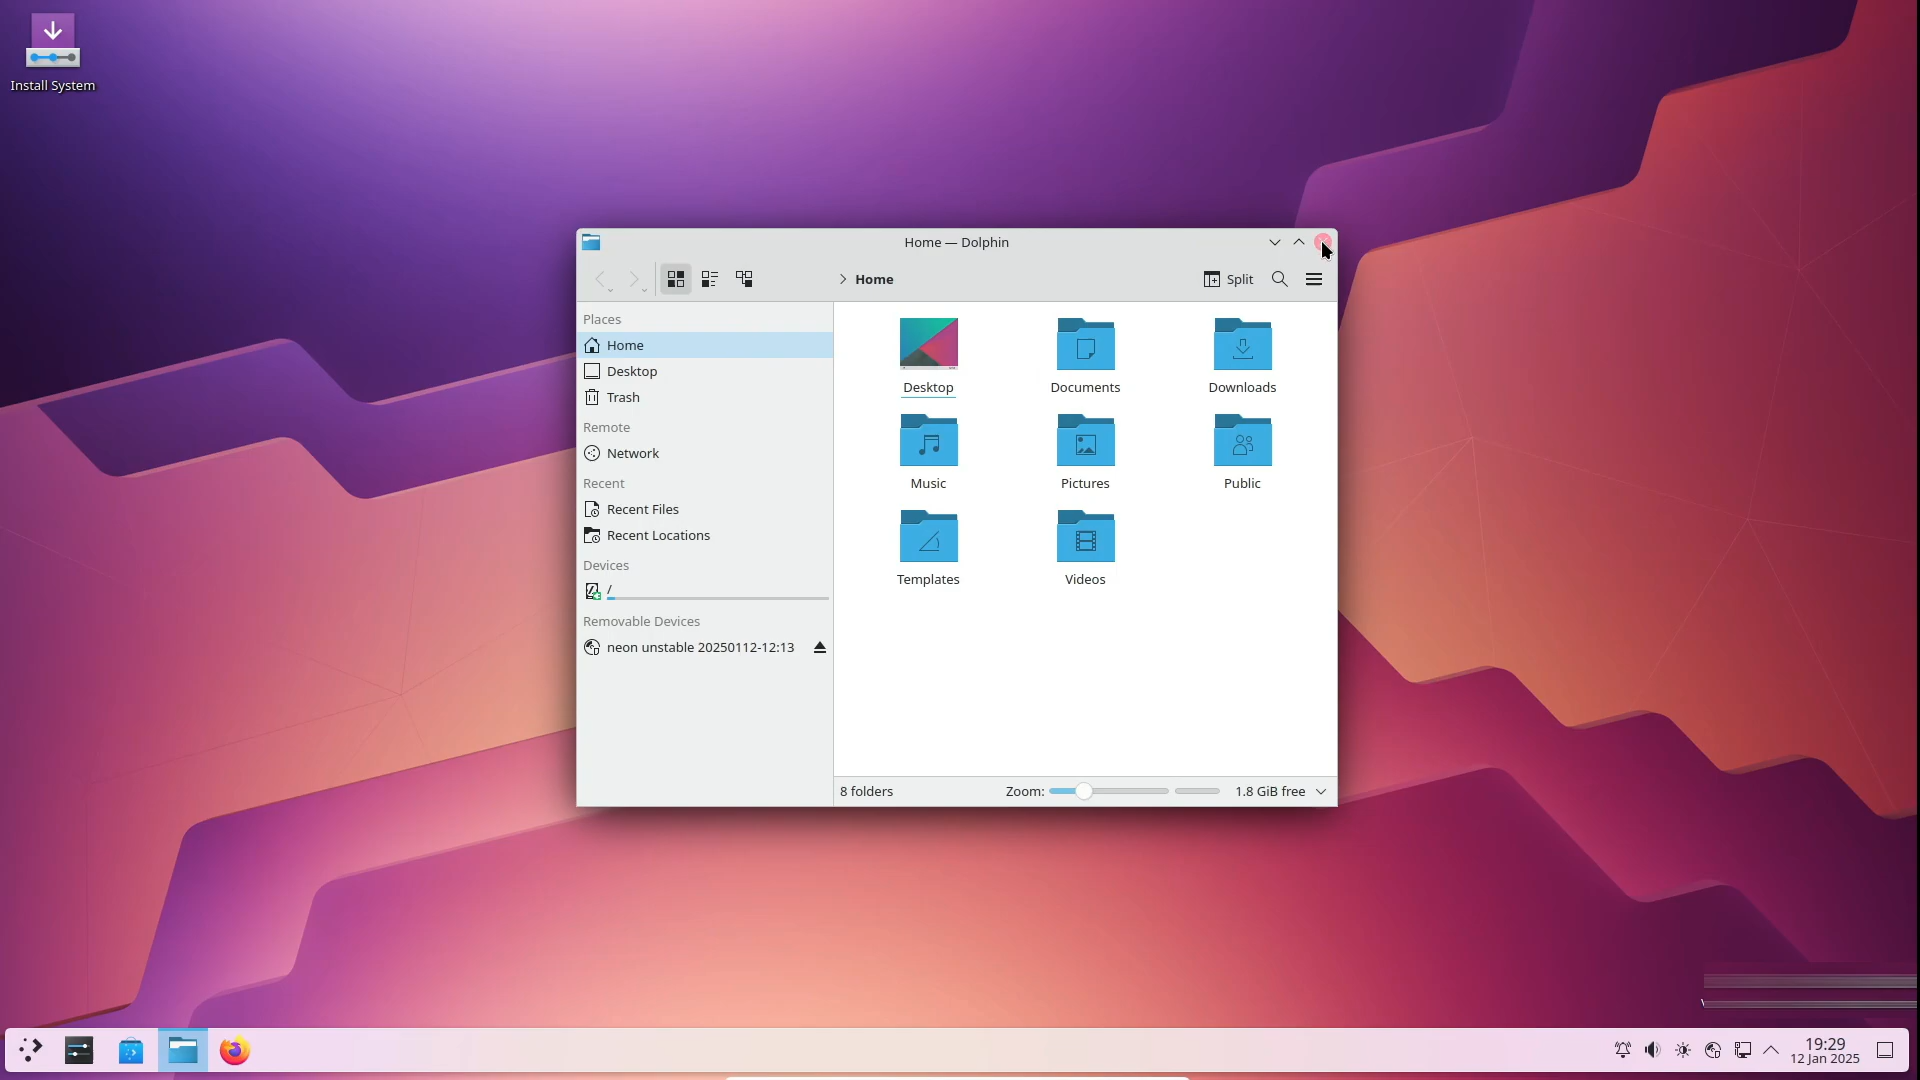 Install System
Home — Dolphin
Home
Split
Places
Home
Desktop
Trash
Remote
Network
Recent
Recent Files
Recent Locations
Devices
/
Removable Devices
neon unstable 20250112-12:13
Desktop
Documents
Downloads
Music
Pictures
Public
Templates
Videos
8 folders
Zoom:
1.8 GiB free
19:29
12 Jan 2025